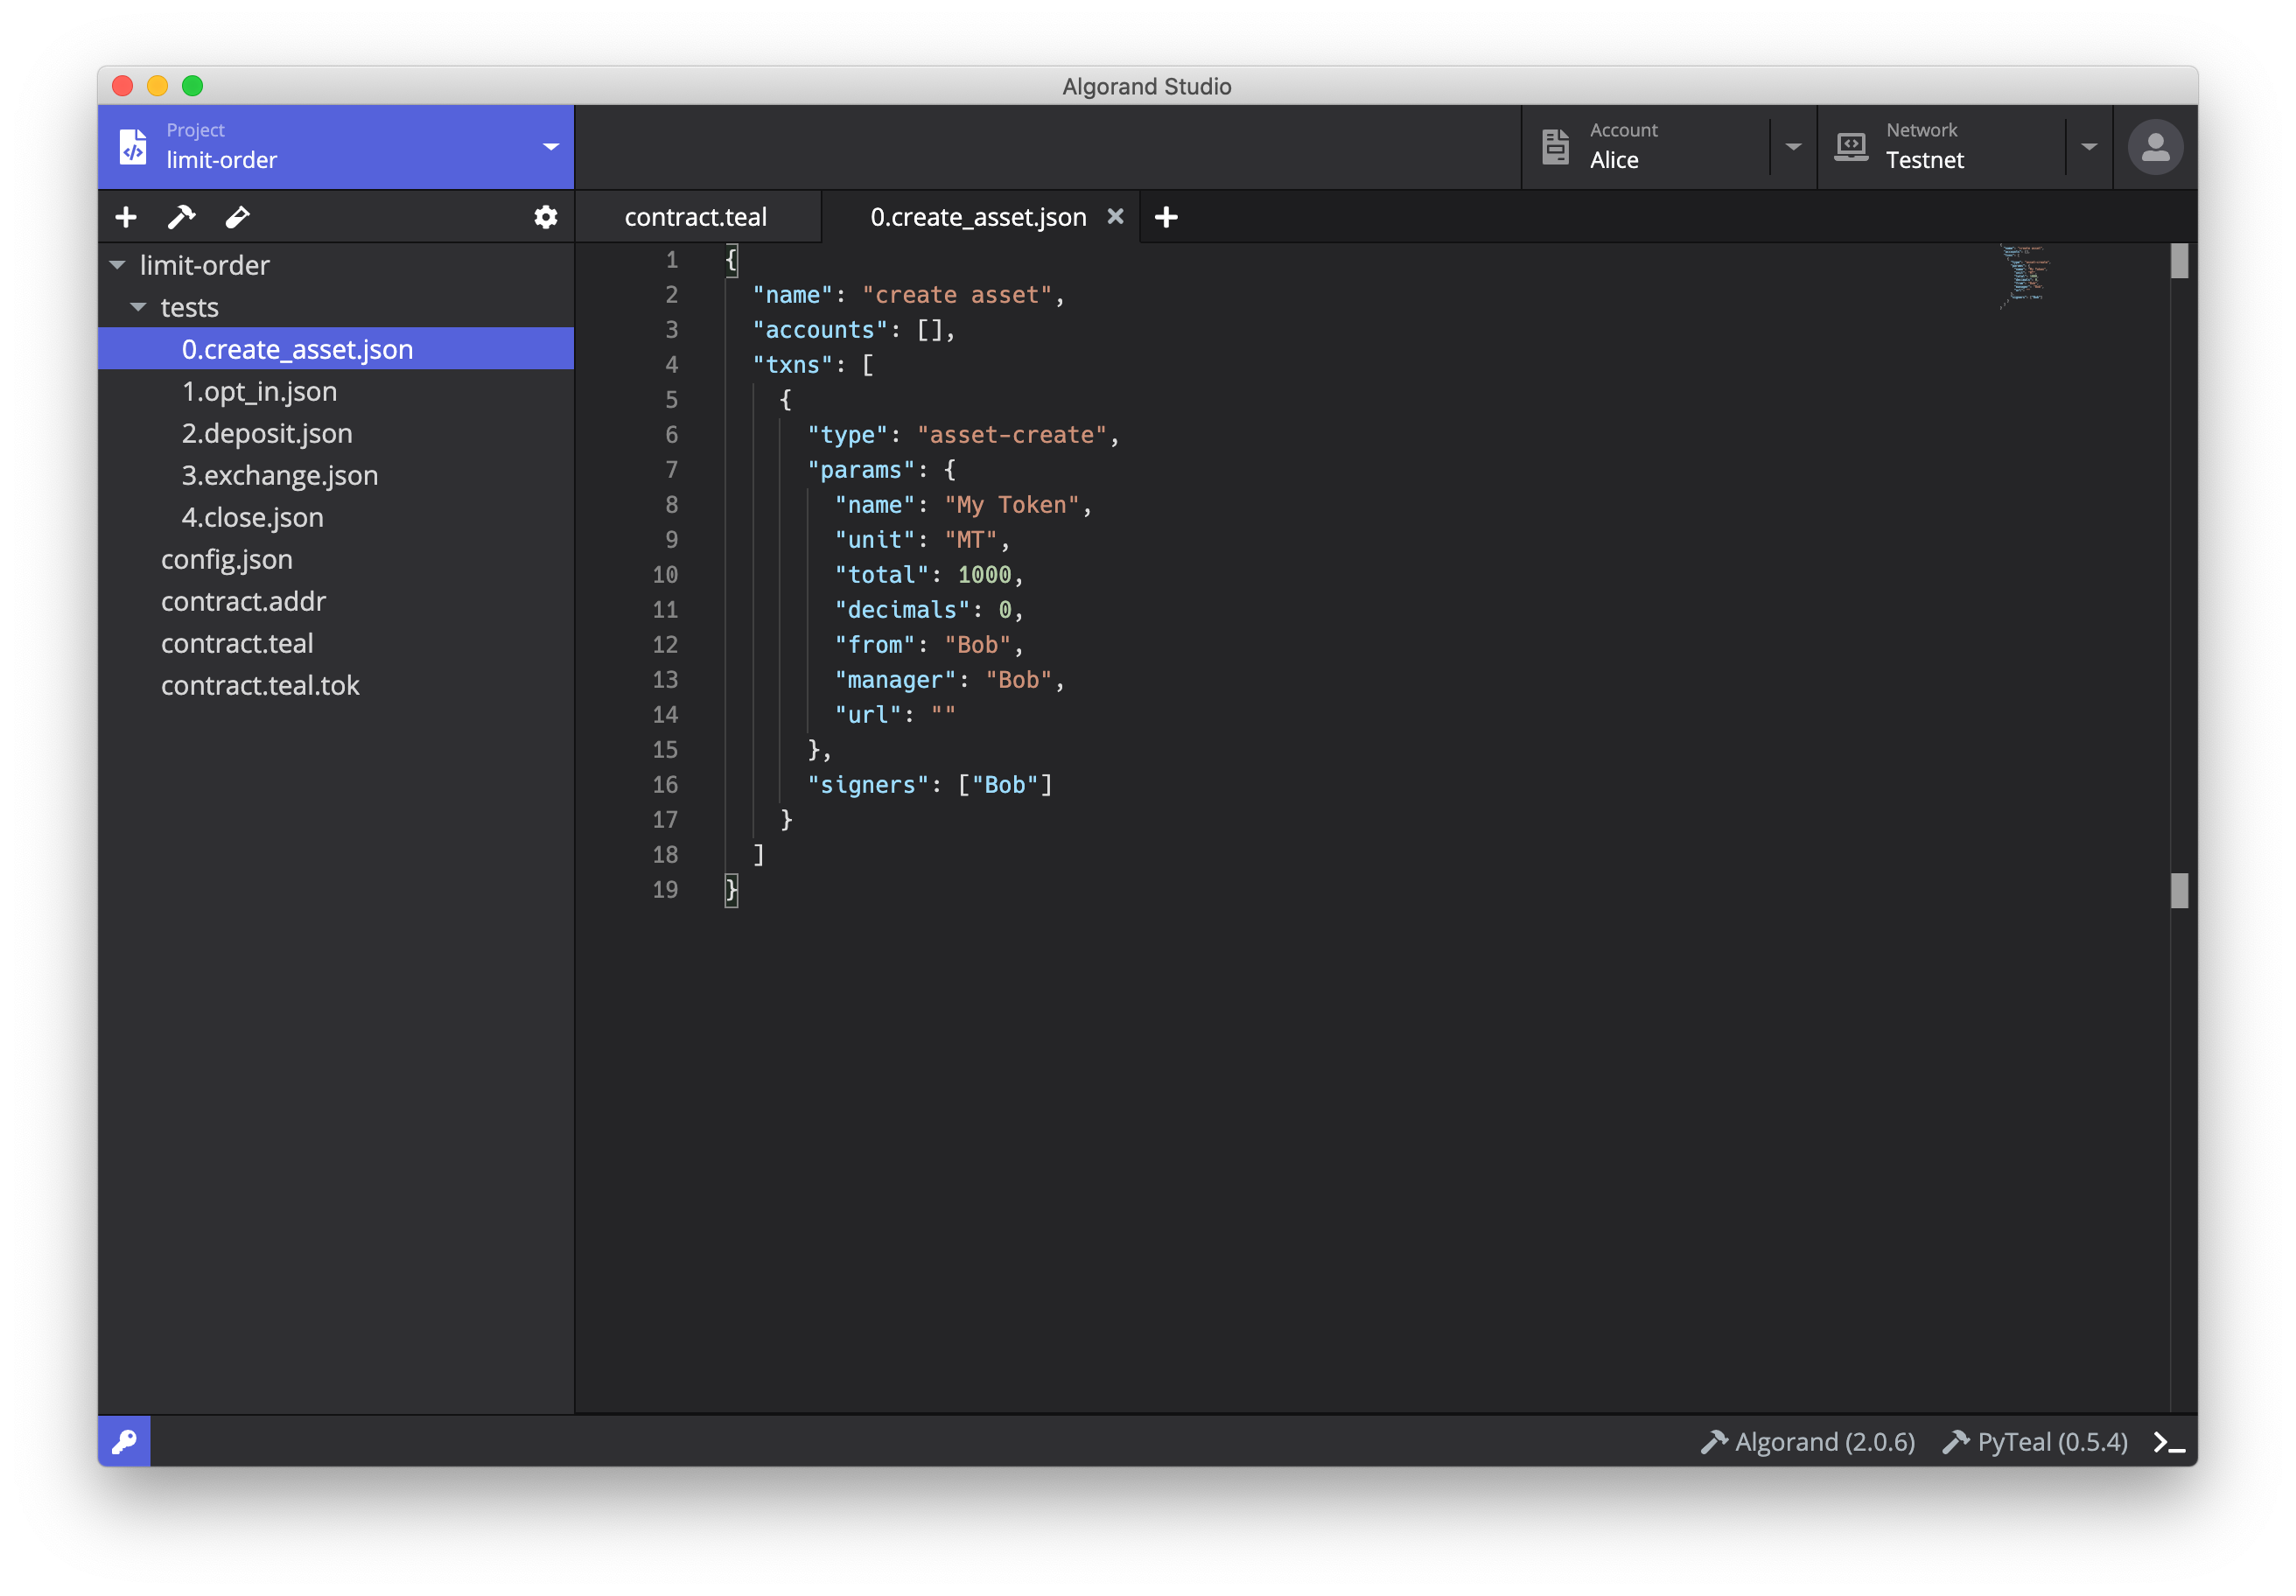 Algorand Studio
Project
limit-order
Account
Alice
Network
Testnet
contract.teal
0.create_asset.json
limit-order
tests
0.create_asset.json
1.opt_in.json
2.deposit.json
3.exchange.json
4.close.json
config.json
contract.addr
contract.teal
contract.teal.tok
1 {
2 "name": "create asset",
3 "accounts": [],
4 "txns": [
5 {
6 "type": "asset-create",
7 "params": {
8 "name": "My Token",
9 "unit": "MT",
10 "total": 1000,
11 "decimals": 0,
12 "from": "Bob",
13 "manager": "Bob",
14 "url": ""
15 },
16 "signers": ["Bob"]
17 }
18 ]
19 }
Algorand (2.0.6)
PyTeal (0.5.4)